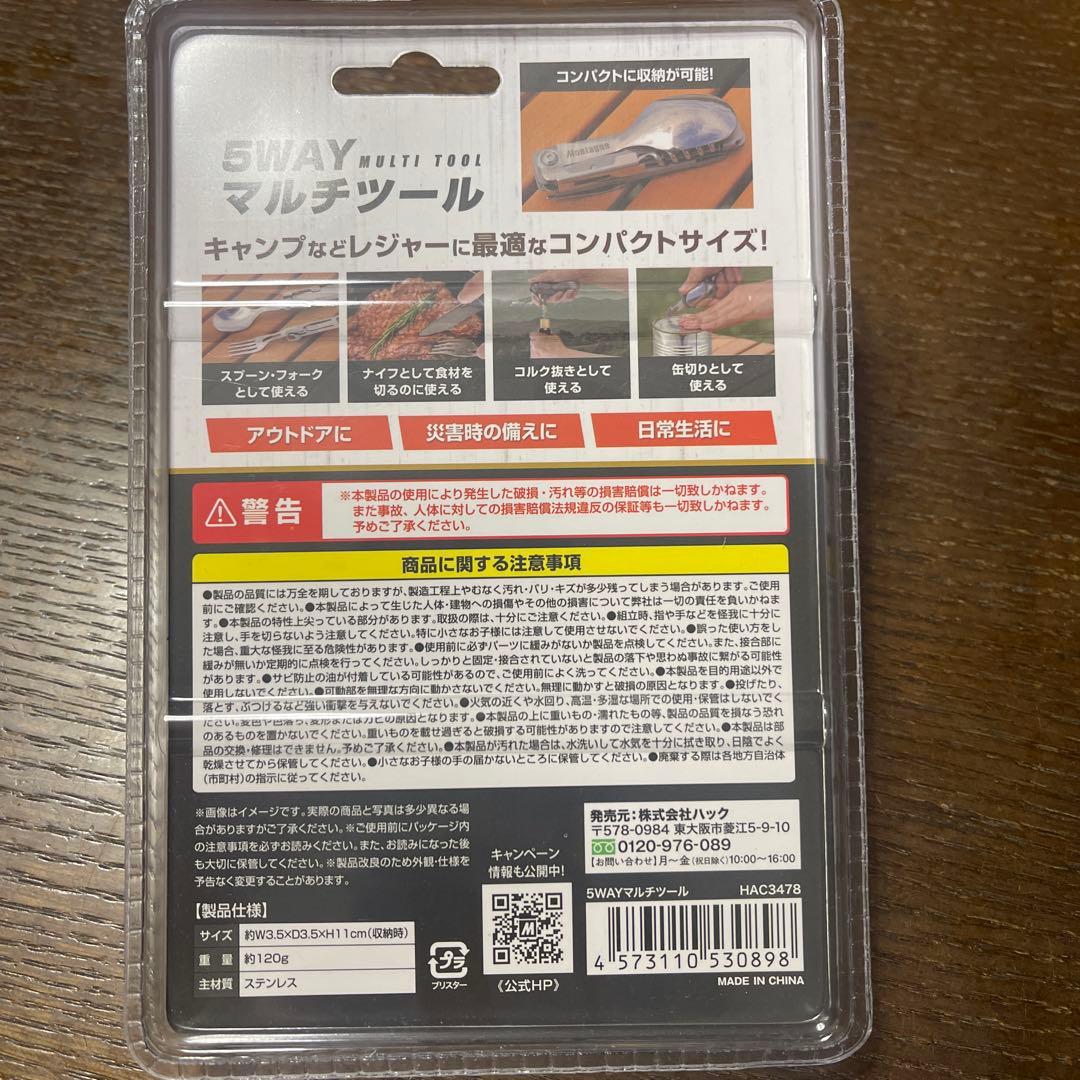 コンパクトに収納が可能!
Montagna
5WAY MULTI TOOL
マルチツール
キャンプなどレジャーに最適なコンパクトサイズ!
スプーン・フォーク
として使える
ナイフとして食材を
切るのに使える
コルク抜きとして
使える
缶切りとして
使える
アウトドアに
災害時の備えに
日常生活に
警告
※本製品の使用により発生した破損・汚れ等の損害賠償は一切致しかねます。
また事故、人体に対しての損害賠償法規違反の保証等も一切致しかねます。
予めご了承ください。
商品に関する注意事項
●製品の品質には万全を期しておりますが、製造工程上やむなく汚れ・バリ・キズが多少残ってしまう場合があります。ご使用
前にご確認ください。●本製品によって生じた人体・建物への損傷やその他の損害について弊社は一切の責任を負いかねま
す。●本製品の特性上尖っている部分があります。取扱の際は、十分にご注意ください。●組立時、指や手などを怪我に十分に
注意し、手を切らないよう注意してください。特に小さなお子様には注意して使用させないでください。●誤った使い方をし
た場合、重大な怪我に至る危険性があります。●使用前に必ずパーツに緩みがないか製品を点検してください。また、接合部に
緩みが無いか定期的に点検を行ってください。しっかりと固定・接合されていないと製品の落下や思わぬ事故に繋がる可能性
があります。●サビ防止の油が付着している可能性があるので、ご使用前によく洗ってください。●本製品を目的用途以外で
使用しないでください。●可動部を無理な方向に動かさないでください。無理に動かすと破損の原因となります。●投げたり、
落とす、ぶつけるなど強い衝撃を与えないでください。●火気の近くや水回り、高温・多湿な場所での使用・保管はしないでく
ださい。変色や色落ち、変形またはカビの原因となります。●本製品の上に重いもの・濡れたもの等、製品の品質を損なう恐れ
のあるものを置かないでください。重いものを載せ過ぎると破損する可能性がありますので注意してください。●本製品は部
品の交換・修理はできません。予めご了承ください。●本製品が汚れた場合は、水洗いして水気を十分に拭き取り、日陰でよく
乾燥させてから保管してください。●小さなお子様の手の届かないところに保管してください。●廃棄する際は各地方自治体
(市町村)の指示に従ってください。
※画像はイメージです。実際の商品と写真は多少異なる場
合がありますがご了承ください。※ご使用前にパッケージ内
の注意事項を必ずお読みください。また、お読みになった後
も大切に保管してください。※製品改良のため外観・仕様を
予告なく変更することがあります。
【製品仕様】
サイズ 約W3.5×D3.5×H11cm(収納時)
重量 約120g
主材質 ステンレス
プラ
ブリスター
キャンペーン
情報も公開中!
M
《公式HP》
発売元:株式会社ハック
〒578-0984 東大阪市菱江5-9-10
0120-976-089
【お問い合わせ】月〜金(祝日除く)10:00〜16:00
5WAYマルチツール HAC3478
4 573110 530898
MADE IN CHINA